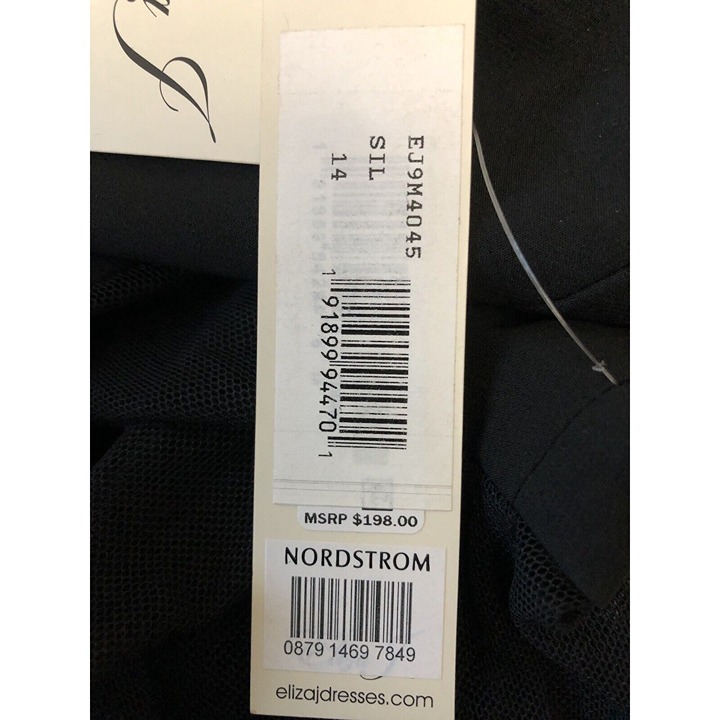 a J
EJ9M4045
SIL
14
1 91899 94470 1
MSRP $198.00
NORDSTROM
0879 1469 7849
elizajdresses.com